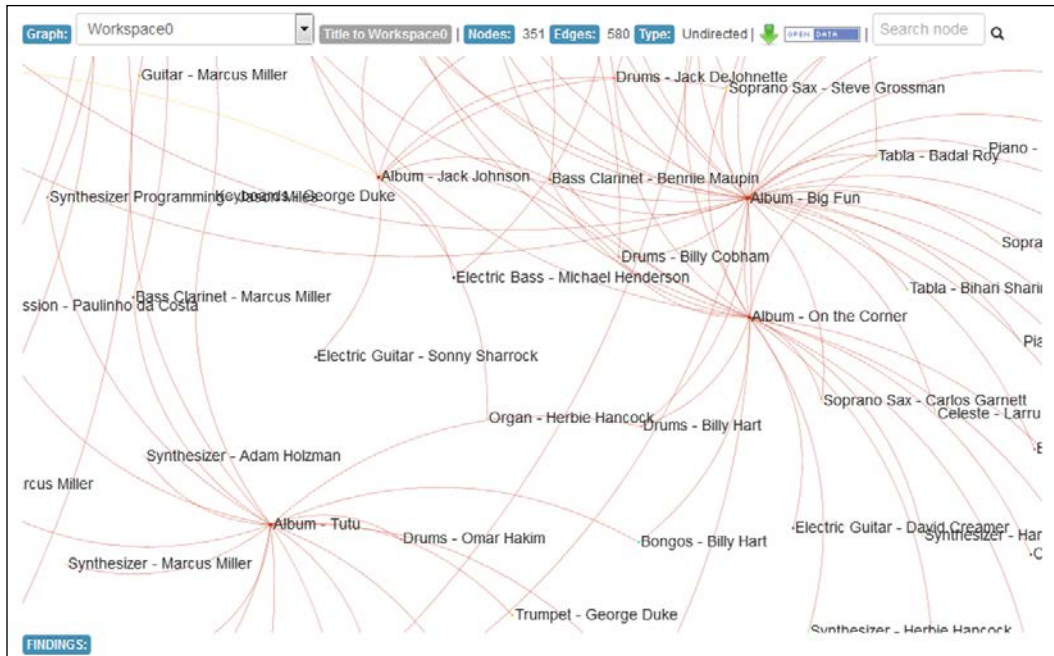 Graph: Workspace0 Title to Workspace0 | Nodes: 351 Edges: 580 Type: Undirected | OPEN DATA | Search node
Guitar - Marcus Miller
Drums - Jack DeJohnette
Soprano Sax - Steve Grossman
Piano -
Tabla - Badal Roy
Album - Jack Johnson
Bass Clarinet - Bennie Maupin
Synthesizer Programming - Jason Miles
Keyboards - George Duke
Album - Big Fun
Sopra
Drums - Billy Cobham
Electric Bass - Michael Henderson
Tabla - Bihari Sharin
Bass Clarinet - Marcus Miller
ssion - Paulinho da Costa
Album - On the Corner
Pia
Electric Guitar - Sonny Sharrock
Soprano Sax - Carlos Garnett
Celeste - Larru
Organ - Herbie Hancock
Drums - Billy Hart
E
Synthesizer - Adam Holzman
rcus Miller
Album - Tutu
Electric Guitar - David Creamer
Synthesizer - Har
Drums - Omar Hakim
Bongos - Billy Hart
Synthesizer - Marcus Miller
Trumpet - George Duke
Synthesizer - Herbie Hancock
FINDINGS: